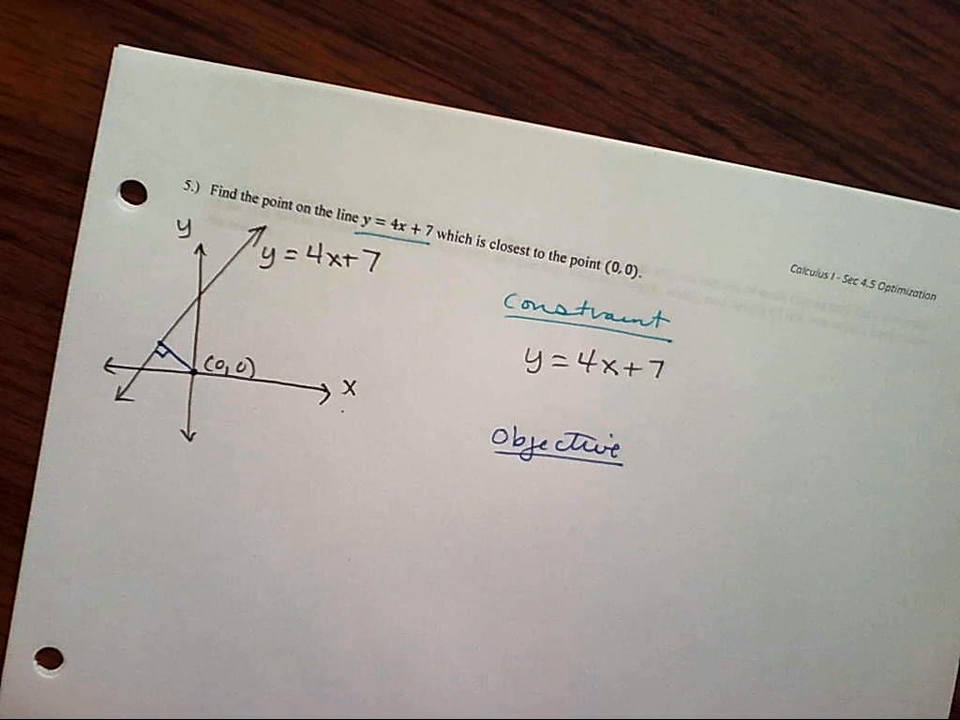 5.) Find the point on the line y = 4x + 7 which is closest to the point (0, 0).
Calculus I - Sec 4.5 Optimization
y
y = 4x+7
(0,0)
x
Constraint
y = 4x+7
Objective